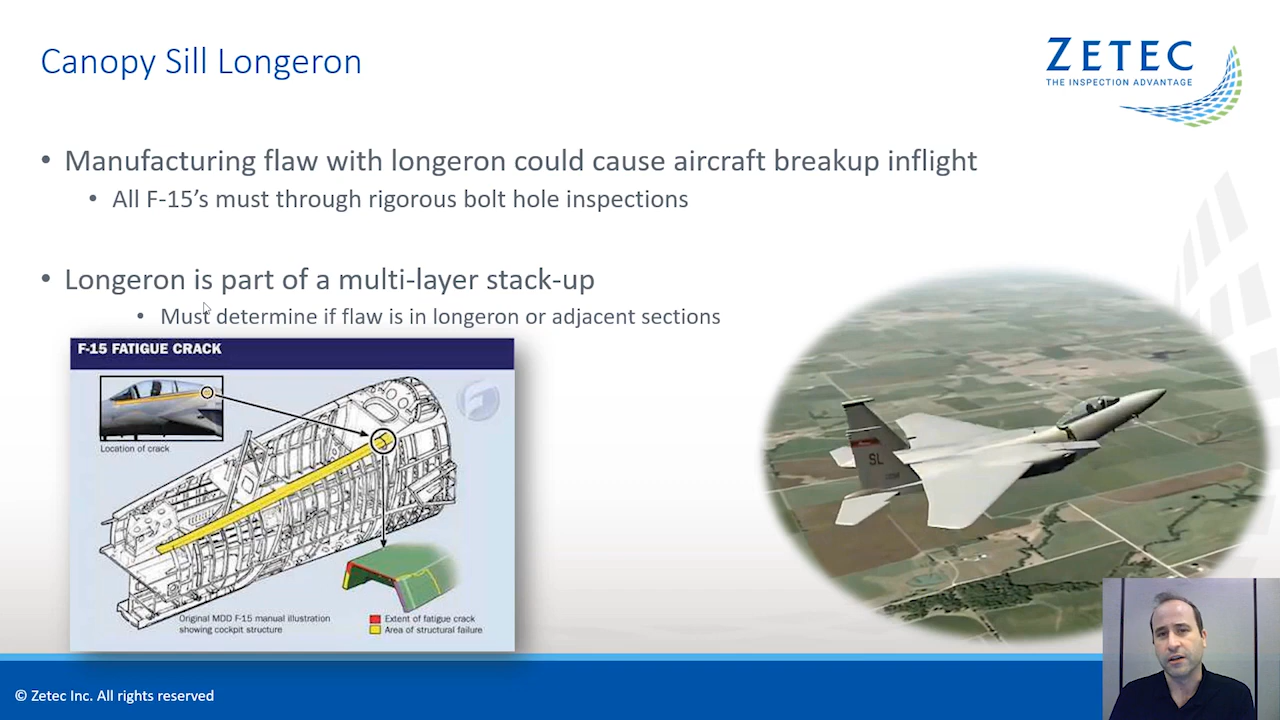 Canopy Sill Longeron
ZETEC
THE INSPECTION ADVANTAGE
• Manufacturing flaw with longeron could cause aircraft breakup inflight
• All F-15’s must through rigorous bolt hole inspections
• Longeron is part of a multi-layer stack-up
• Must determine if flaw is in longeron or adjacent sections
F-15 FATIGUE CRACK
Location of crack
Original MDD F-15 manual illustration
showing cockpit structure
Extent of fatigue crack
Area of structural failure
SL
© Zetec Inc. All rights reserved